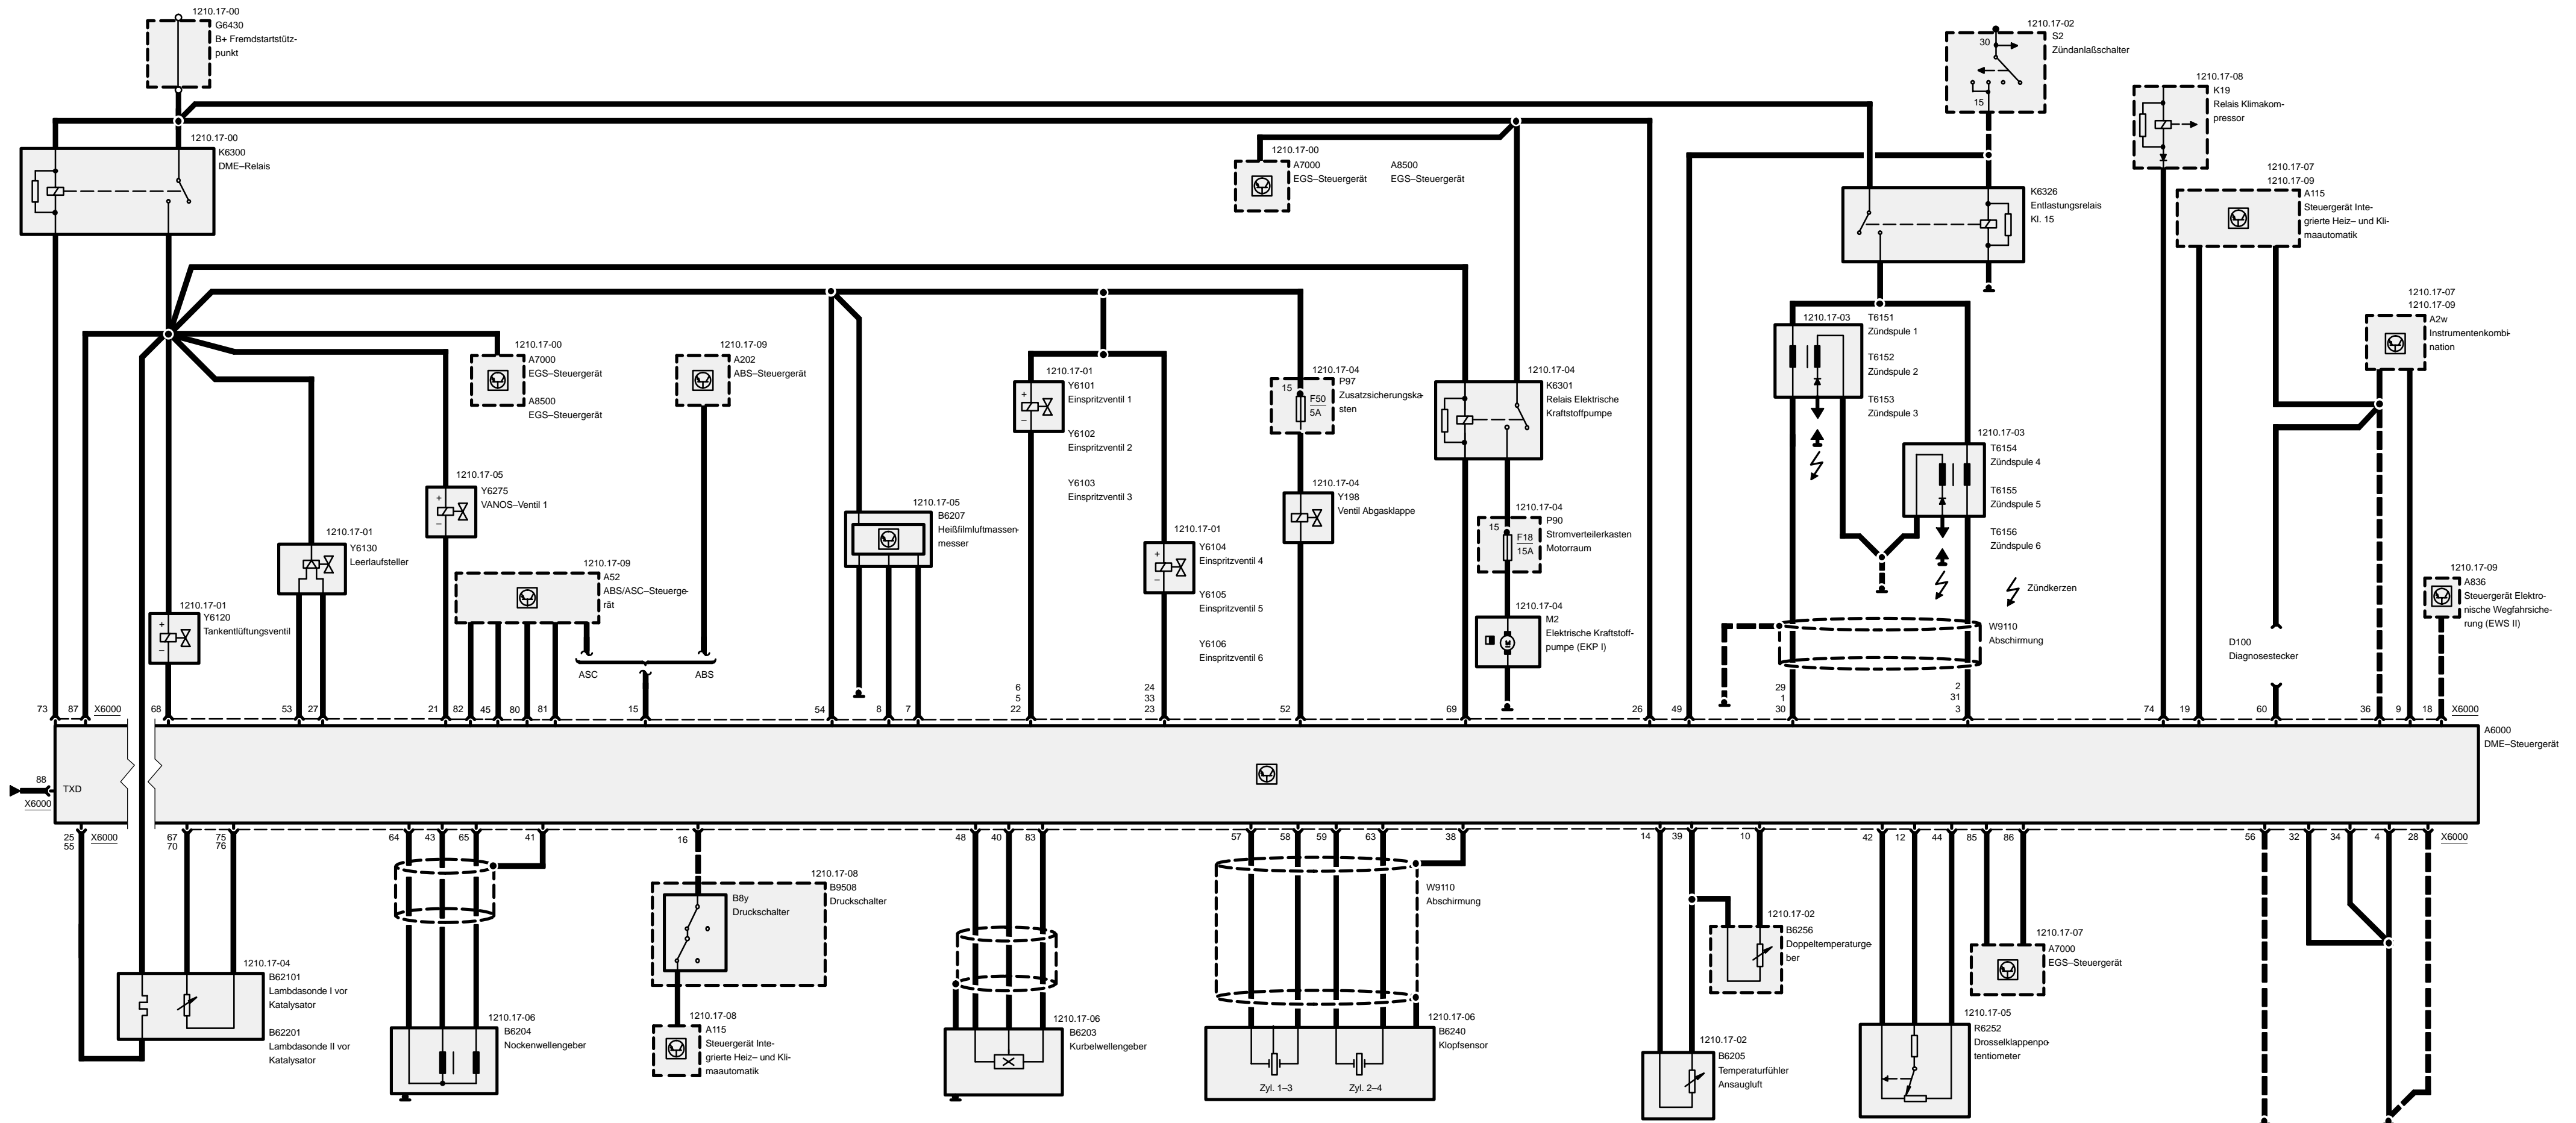 1210.17-00
G6430
B+ Fremdstartstütz-
punkt
1210.17-00
K6300
DME–Relais
1210.17-00
A7000
EGS–Steuergerät
A8500
EGS–Steuergerät
1210.17-02
S2
Zündanlaßschalter
30
15
1210.17-08
K19
Relais Klimakom-
pressor
K6326
Entlastungsrelais
Kl. 15
1210.17-07
1210.17-09
A115
Steuergerät Inte-
grierte Heiz– und Kli-
maautomatik
1210.17-07
1210.17-09
A2w
Instrumentenkombi-
nation
1210.17-00
A7000
EGS–Steuergerät
A8500
EGS–Steuergerät
1210.17-09
A202
ABS–Steuergerät
1210.17-01
Y6101
Einspritzventil 1
Y6102
Einspritzventil 2
Y6103
Einspritzventil 3
+
–
1210.17-04
P97
Zusatzsicherungska-
sten
15
F50
5A
1210.17-04
K6301
Relais Elektrische
Kraftstoffpumpe
1210.17-03
T6151
Zündspule 1
T6152
Zündspule 2
T6153
Zündspule 3
1210.17-03
T6154
Zündspule 4
T6155
Zündspule 5
T6156
Zündspule 6
Zündkerzen
1210.17-05
Y6275
VANOS–Ventil 1
+
–
1210.17-01
Y6130
Leerlaufsteller
1210.17-01
Y6120
Tankentlüftungsventil
+
–
1210.17-09
A52
ABS/ASC–Steuerge-
rät
ASC
ABS
1210.17-05
B6207
Heißfilmluftmassen-
messer
1210.17-01
Y6104
Einspritzventil 4
Y6105
Einspritzventil 5
Y6106
Einspritzventil 6
+
–
1210.17-04
Y198
Ventil Abgasklappe
1210.17-04
P90
Stromverteilerkasten
Motorraum
15
F18
15A
1210.17-04
M2
Elektrische Kraftstoff-
pumpe (EKP I)
M
W9110
Abschirmung
D100
Diagnosestecker
1210.17-09
A836
Steuergerät Elektro-
nische Wegfahrsiche-
rung (EWS II)
73
87
X6000
68
53
27
21
82
45
80
81
15
54
8
7
6
5
22
24
33
23
52
69
26
49
29
1
30
2
31
3
74
19
60
36
9
18
X6000
A6000
DME–Steuergerät
88
X6000
TXD
25
55
X6000
67
70
75
76
64
43
65
41
16
48
40
83
57
58
59
63
38
14
39
10
42
12
44
85
86
56
32
34
4
28
X6000
1210.17-04
B62101
Lambdasonde I vor
Katalysator
B62201
Lambdasonde II vor
Katalysator
1210.17-06
B6204
Nockenwellengeber
1210.17-08
B9508
Druckschalter
B8y
Druckschalter
1210.17-08
A115
Steuergerät Inte-
grierte Heiz– und Kli-
maautomatik
1210.17-06
B6203
Kurbelwellengeber
W9110
Abschirmung
1210.17-06
B6240
Klopfsensor
Zyl. 1–3
Zyl. 2–4
1210.17-02
B6256
Doppeltemperaturge-
ber
1210.17-02
B6205
Temperaturfühler
Ansaugluft
1210.17-05
R6252
Drosselklappenpo-
tentiometer
1210.17-07
A7000
EGS–Steuergerät